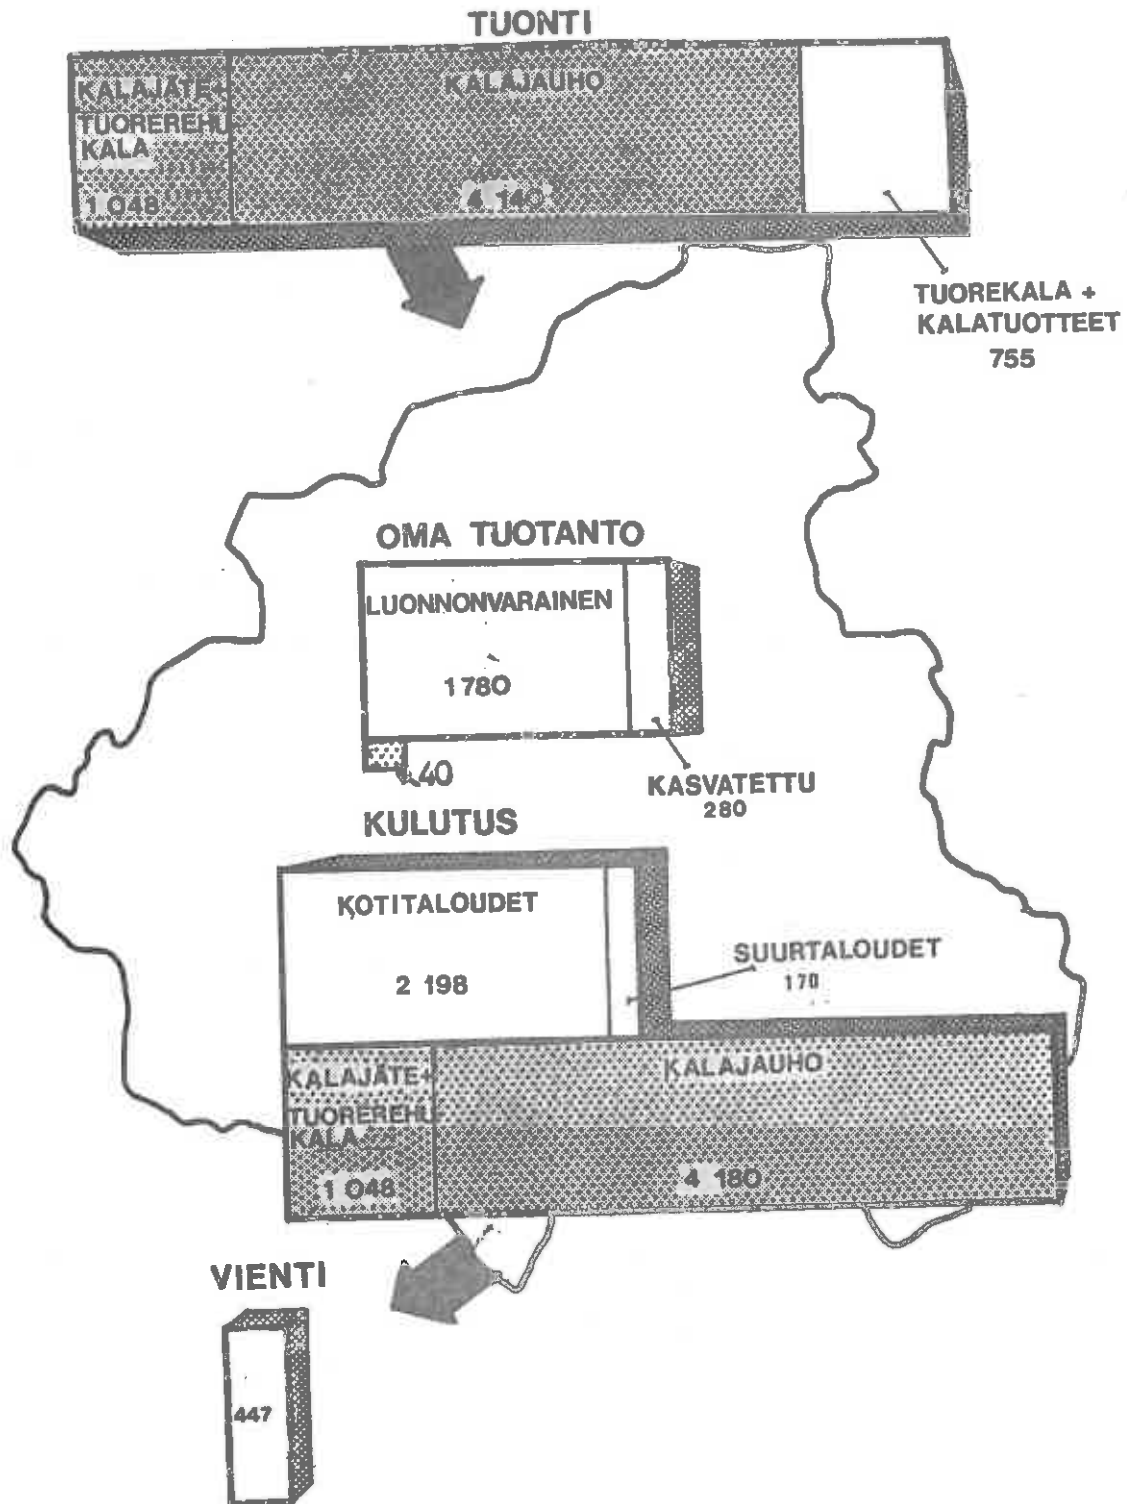 TUONTI
KALAJÄTE+
TUOREREHU
KALA
1 048
KALAJAUHO
4 140
TUOREKALA +
KALATUOTTEET
755
OMA TUOTANTO
LUONNONVARAINEN
1780
40
KASVATETTU
280
KULUTUS
KOTITALOUDET
2 198
SUURTALOUDET
170
KALAJÄTE+
TUOREREHU
KALA
1 048
KALAJAUHO
4 180
VIENTI
447